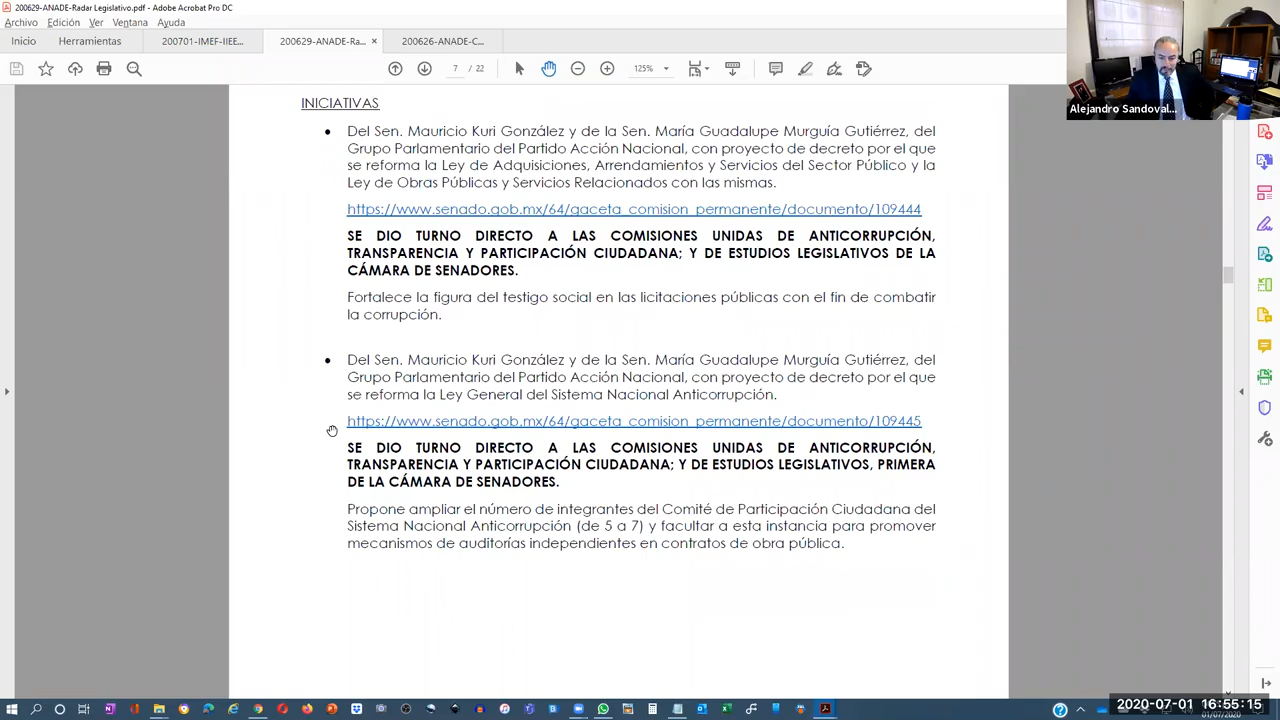 200629-ANADE-Radar Legislativo.pdf - Adobe Acrobat Pro DC
Archivo Edición Ver Ventana Ayuda
Inicio Herramientas 200701-IMEF-IIEE... 200629-ANADE-Ra... × 200526-ANADE-C...
7 / 22 125%
Alejandro Sandoval...
INICIATIVAS
• Del Sen. Mauricio Kuri González y de la Sen. María Guadalupe Murguía Gutiérrez, del
Grupo Parlamentario del Partido Acción Nacional, con proyecto de decreto por el que
se reforma la Ley de Adquisiciones, Arrendamientos y Servicios del Sector Público y la
Ley de Obras Públicas y Servicios Relacionados con las mismas.
https://www.senado.gob.mx/64/gaceta_comision_permanente/documento/109444
SE DIO TURNO DIRECTO A LAS COMISIONES UNIDAS DE ANTICORRUPCIÓN,
TRANSPARENCIA Y PARTICIPACIÓN CIUDADANA; Y DE ESTUDIOS LEGISLATIVOS DE LA
CÁMARA DE SENADORES.
Fortalece la figura del testigo social en las licitaciones públicas con el fin de combatir
la corrupción.
• Del Sen. Mauricio Kuri González y de la Sen. María Guadalupe Murguía Gutiérrez, del
Grupo Parlamentario del Partido Acción Nacional, con proyecto de decreto por el que
se reforma la Ley General del Sistema Nacional Anticorrupción.
https://www.senado.gob.mx/64/gaceta_comision_permanente/documento/109445
SE DIO TURNO DIRECTO A LAS COMISIONES UNIDAS DE ANTICORRUPCIÓN,
TRANSPARENCIA Y PARTICIPACIÓN CIUDADANA; Y DE ESTUDIOS LEGISLATIVOS, PRIMERA
DE LA CÁMARA DE SENADORES.
Propone ampliar el número de integrantes del Comité de Participación Ciudadana del
Sistema Nacional Anticorrupción (de 5 a 7) y facultar a esta instancia para promover
mecanismos de auditorías independientes en contratos de obra pública.
2020-07-01 16:55:15
01/07/2020